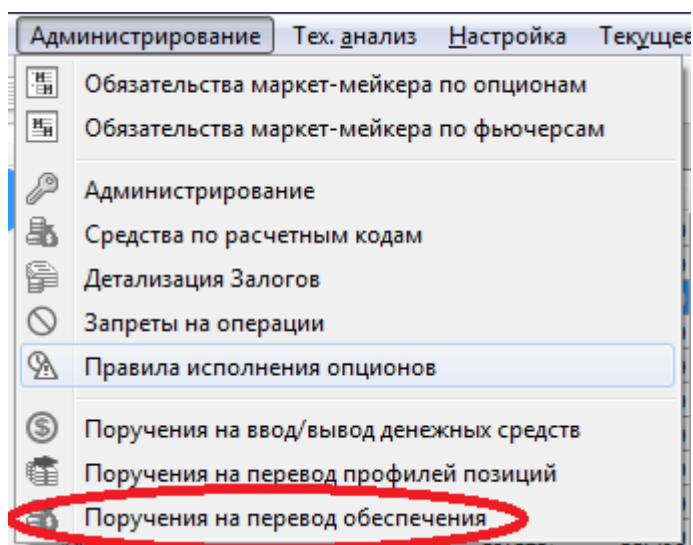 Администрирование Тех. анализ Настройка Текущее
Обязательства маркет-мейкера по опционам
Обязательства маркет-мейкера по фьючерсам
Администрирование
Средства по расчетным кодам
Детализация Залогов
Запреты на операции
Правила исполнения опционов
Поручения на ввод/вывод денежных средств
Поручения на перевод профилей позиций
Поручения на перевод обеспечения